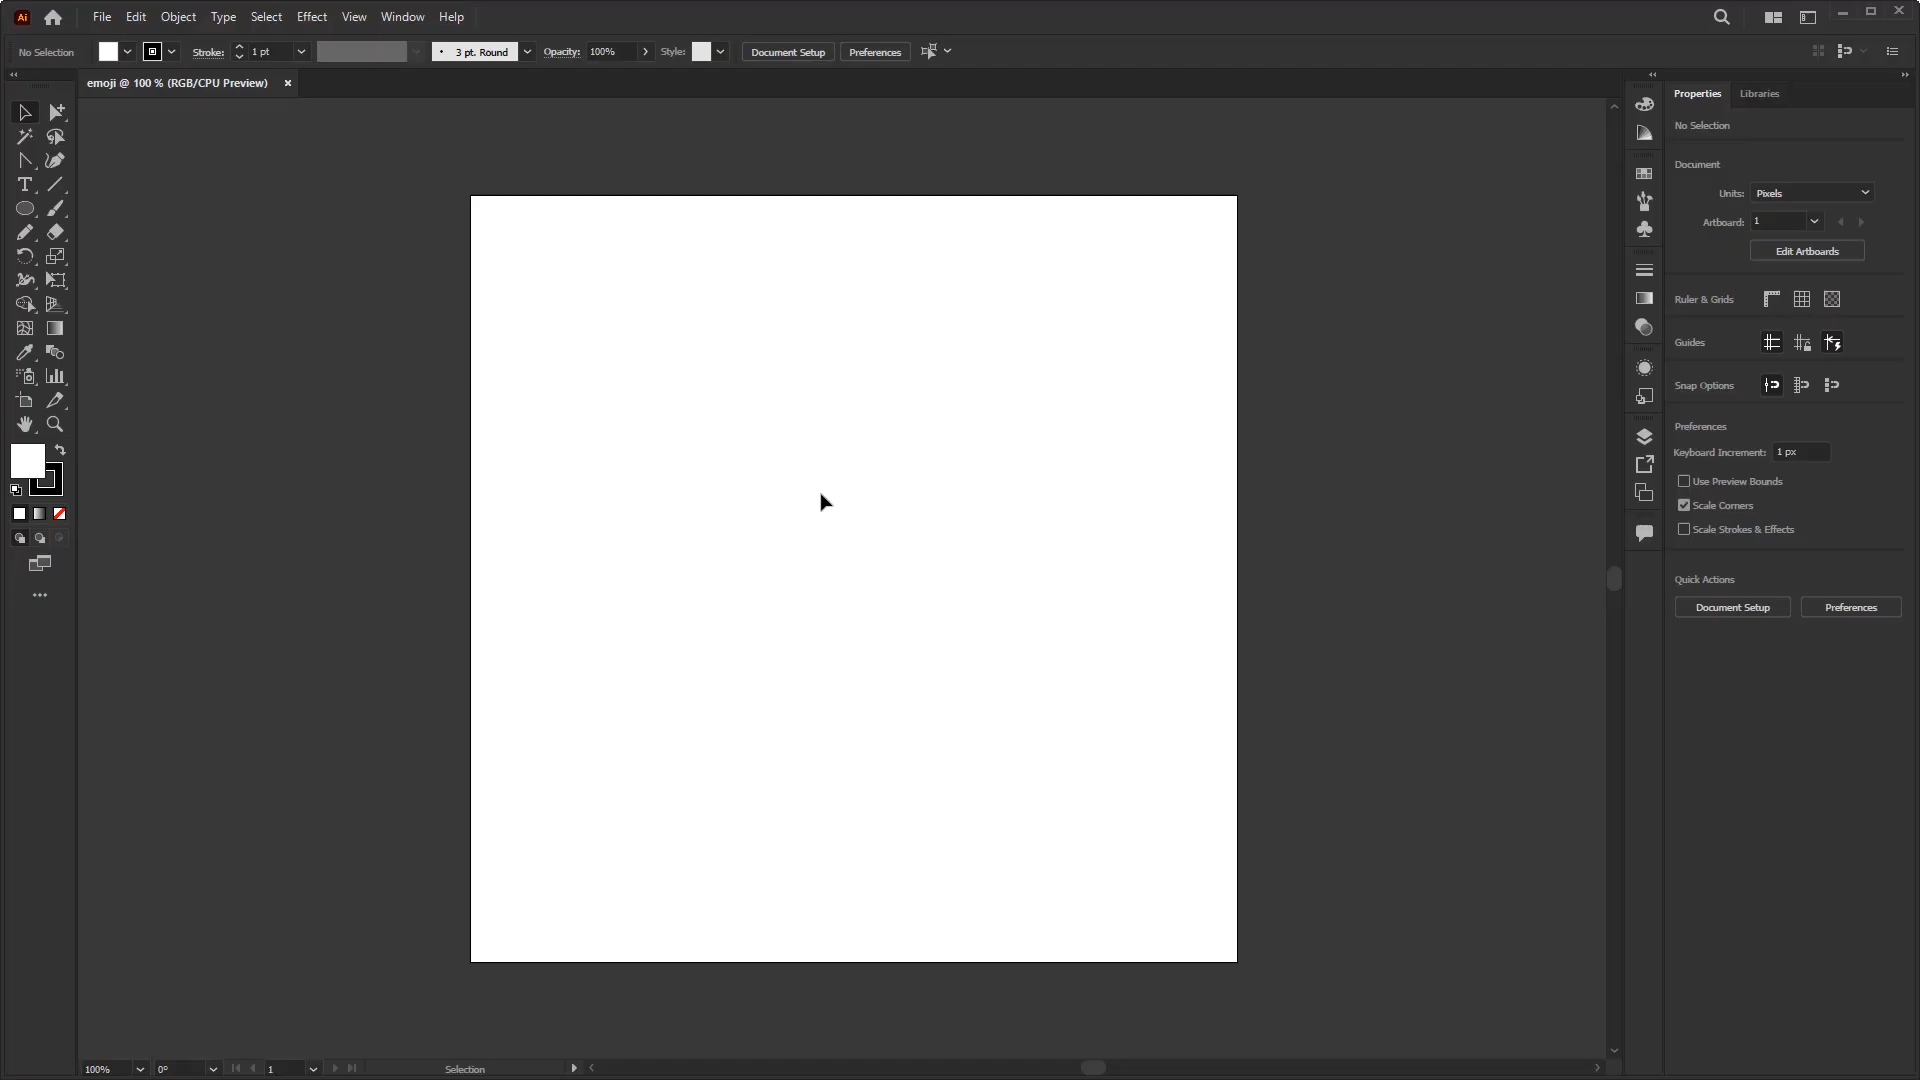 Ai File Edit Object Type Select Effect View Window Help
No Selection Stroke: 1 pt 3 pt. Round Opacity: 100% Style: Document Setup Preferences
emoji @ 100 % (RGB/CPU Preview)
Properties Libraries
No Selection
Document
Units: Pixels
Artboard: 1
Edit Artboards
Ruler & Grids
Guides
Snap Options
Preferences
Keyboard Increment: 1 px
Use Preview Bounds
Scale Corners
Scale Strokes & Effects
Quick Actions
Document Setup Preferences
100% 0° 1 Selection